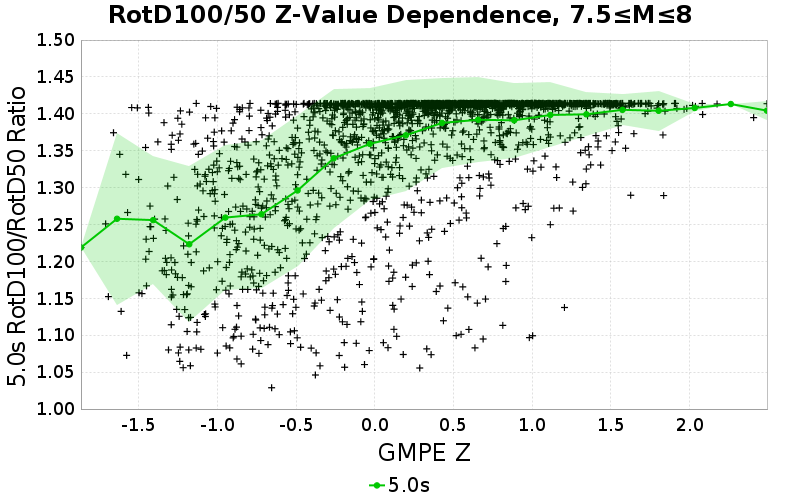 RotD100/50 Z-Value Dependence, 7.5≤M≤8
5.0s RotD100/RotD50 Ratio
1.50
1.45
1.40
1.35
1.30
1.25
1.20
1.15
1.10
1.05
1.00
-1.5 -1.0 -0.5 0.0 0.5 1.0 1.5 2.0
GMPE Z
5.0s